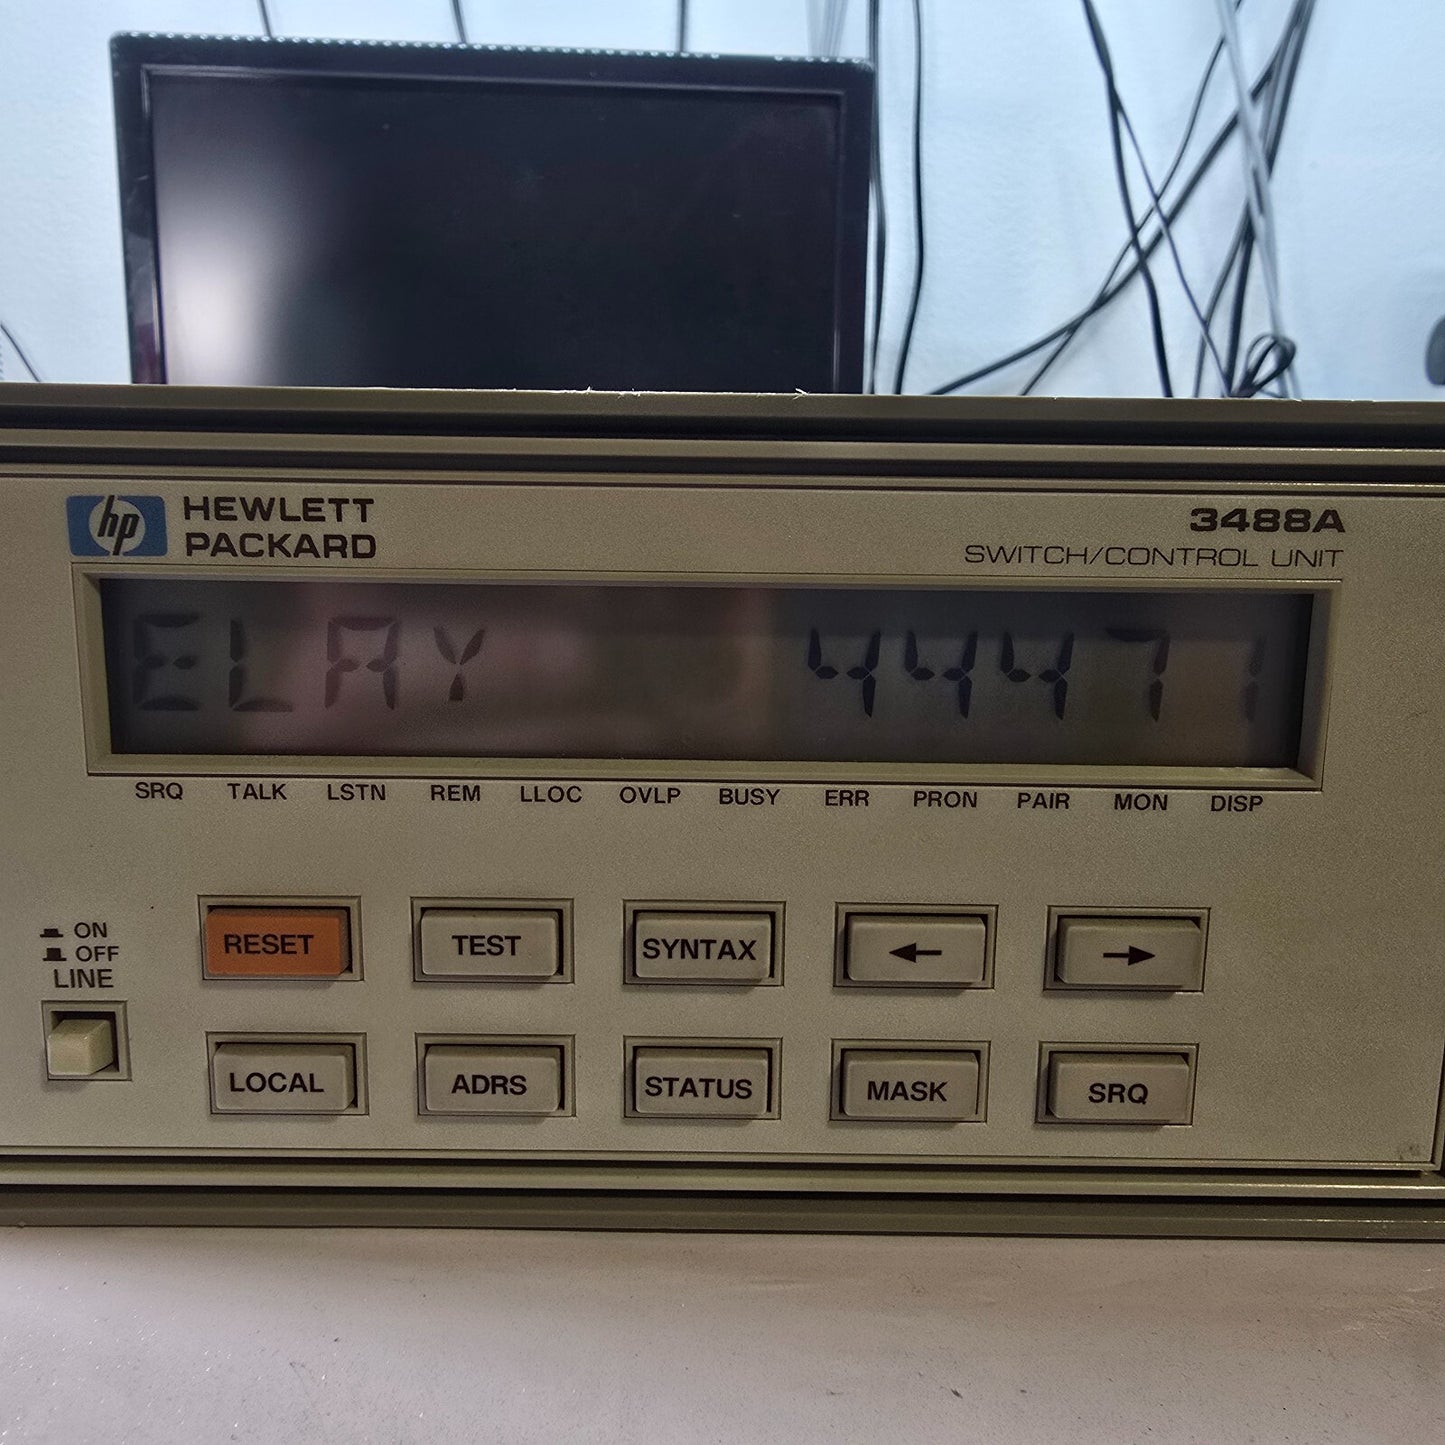 hp HEWLETT
PACKARD
3488A
SWITCH/CONTROL UNIT
ELAY 44471
SRQ TALK LSTN REM LLOC OVLP BUSY ERR PRON PAIR MON DISP
ON
OFF
LINE
RESET TEST SYNTAX ← →
LOCAL ADRS STATUS MASK SRQ